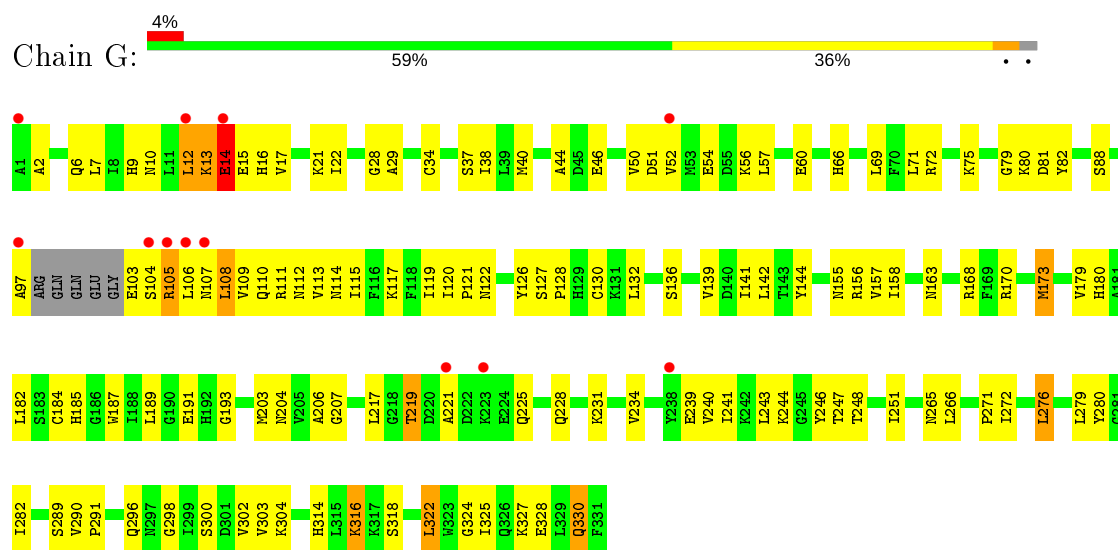 4%
Chain G:
59% 36% • •
A1 A2 Q6 L7 I8 H9 N10 L11 L12 K13 E14 E15 H16 V17 K21 I22 G28 A29 C34 S37 I38 L39 M40 A44 D45 E46 V50 D51 V52 M53 E54 D55 K56 L57 E60 H66 L69 F70 L71 R72 K75 G79 K80 D81 Y82 S88
A97 ARG GLN GLN GLU GLY E103 S104 R105 L106 N107 L108 V109 Q110 R111 N112 V113 N114 I115 F116 K117 F118 I119 I120 P121 N122 Y126 S127 P128 H129 C130 K131 L132 S136 V139 D140 I141 L142 T143 Y144 N155 R156 V157 I158 N163 R168 F169 R170 M173 V179 H180 A181
L182 S183 C184 H185 G186 W187 I188 L189 G190 E191 H192 G193 M203 N204 V205 A206 G207 L217 G218 T219 D220 A221 D222 K223 E224 Q225 Q228 K231 V234 Y238 E239 V240 I241 K242 L243 K244 G245 Y246 T247 T248 I251 N265 L266 P271 I272 L276 L279 Y280
I282 S289 V290 P291 Q296 N297 G298 I299 S300 D301 V302 V303 K304 H314 L315 K316 K317 S318 L322 W323 G324 I325 Q326 K327 E328 L329 Q330 F331